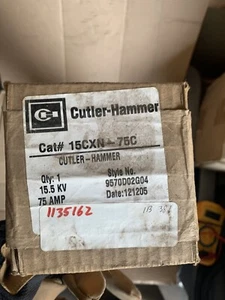 Cutler-Hammer
Cat# 15CXN-75C
CUTLER-HAMMER
Qty: 1
Style No.
15.5 KV
9570D02G04
75 AMP
Date: 121205
1135162